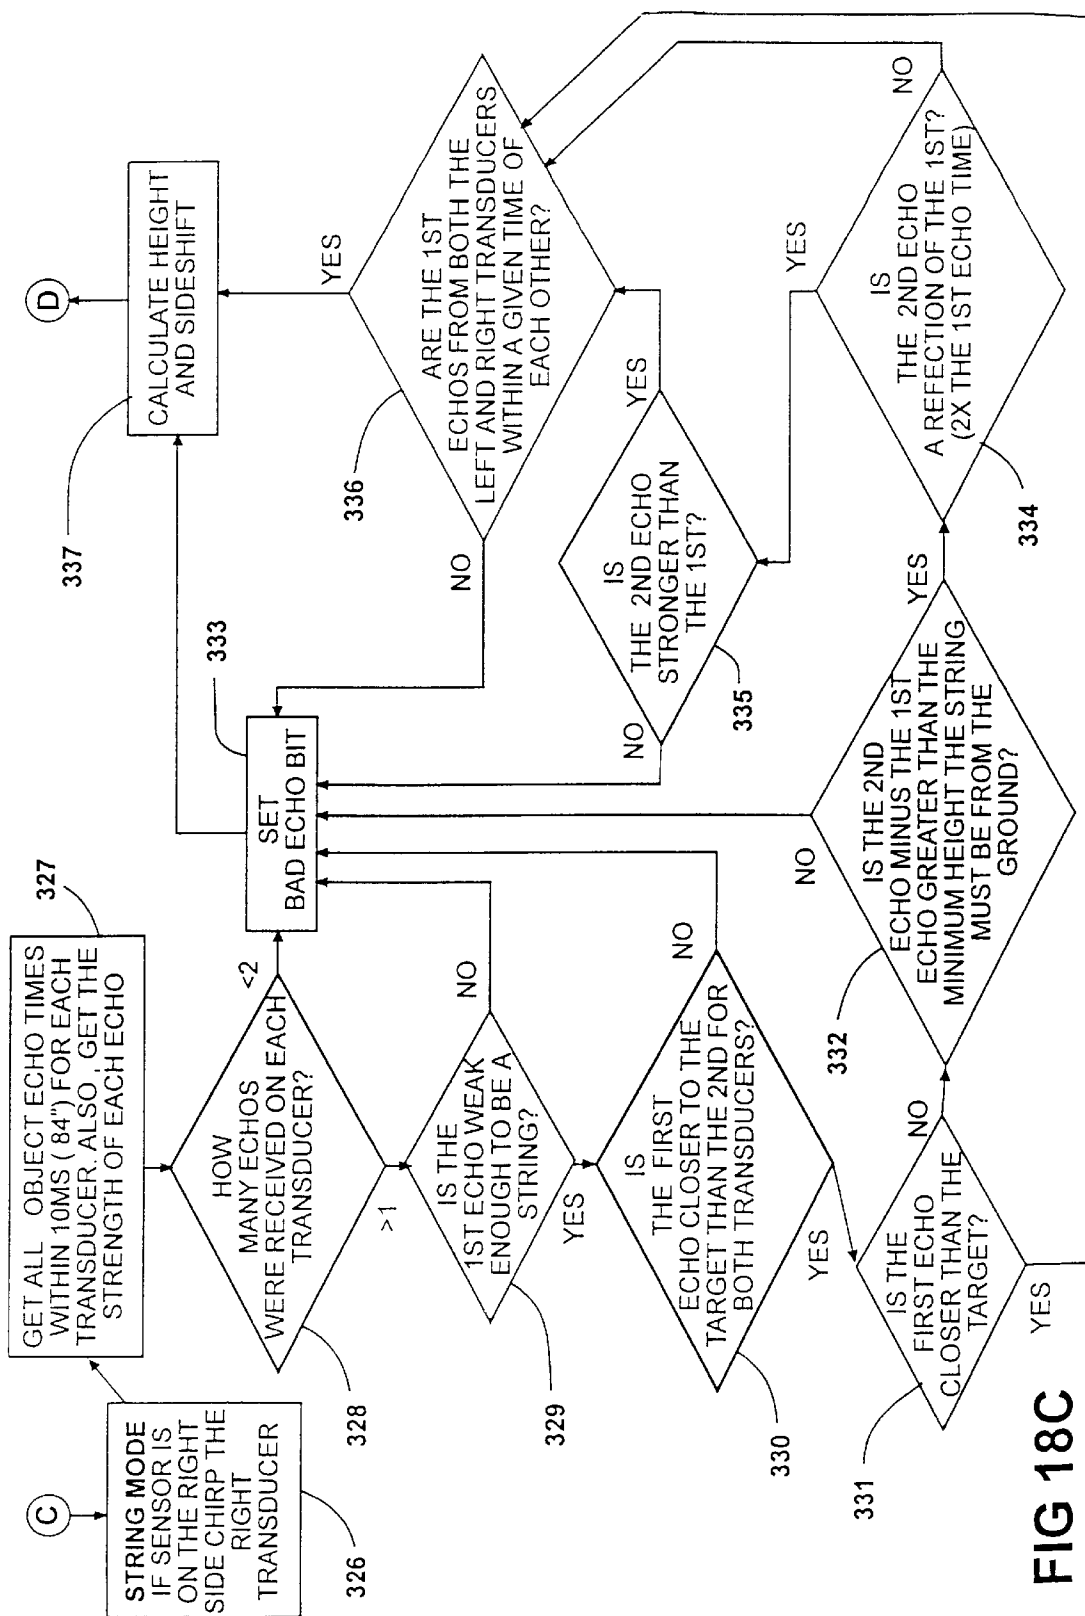 C
STRING MODE
IF SENSOR IS
ON THE RIGHT
SIDE CHIRP THE
RIGHT
TRANSDUCER
326
GET ALL OBJECT ECHO TIMES
WITHIN 10MS ( 84") FOR EACH
TRANSDUCER. ALSO , GET THE
STRENGTH OF EACH ECHO
327
HOW
MANY ECHOS
WERE RECEIVED ON EACH
TRANSDUCER?
<2
>1
328
IS THE
1ST ECHO WEAK
ENOUGH TO BE A
STRING?
NO
YES
329
IS
THE FIRST
ECHO CLOSER TO THE
TARGET THAN THE 2ND FOR
BOTH TRANSDUCERS?
NO
YES
330
IS THE
FIRST ECHO
CLOSER THAN THE
TARGET?
NO
YES
331
IS THE 2ND
ECHO MINUS THE 1ST
ECHO GREATER THAN THE
MINIMUM HEIGHT THE STRING
MUST BE FROM THE
GROUND?
NO
YES
332
SET
BAD ECHO BIT
333
IS
THE 2ND ECHO
A REFECTION OF THE 1ST?
(2X THE 1ST ECHO TIME)
NO
YES
334
IS
THE 2ND ECHO
STRONGER THAN
THE 1ST?
NO
YES
335
ARE THE 1ST
ECHOS FROM BOTH THE
LEFT AND RIGHT TRANSDUCERS
WITHIN A GIVEN TIME OF
EACH OTHER?
NO
YES
336
CALCULATE HEIGHT
AND SIDESHIFT
337
D
FIG 18C